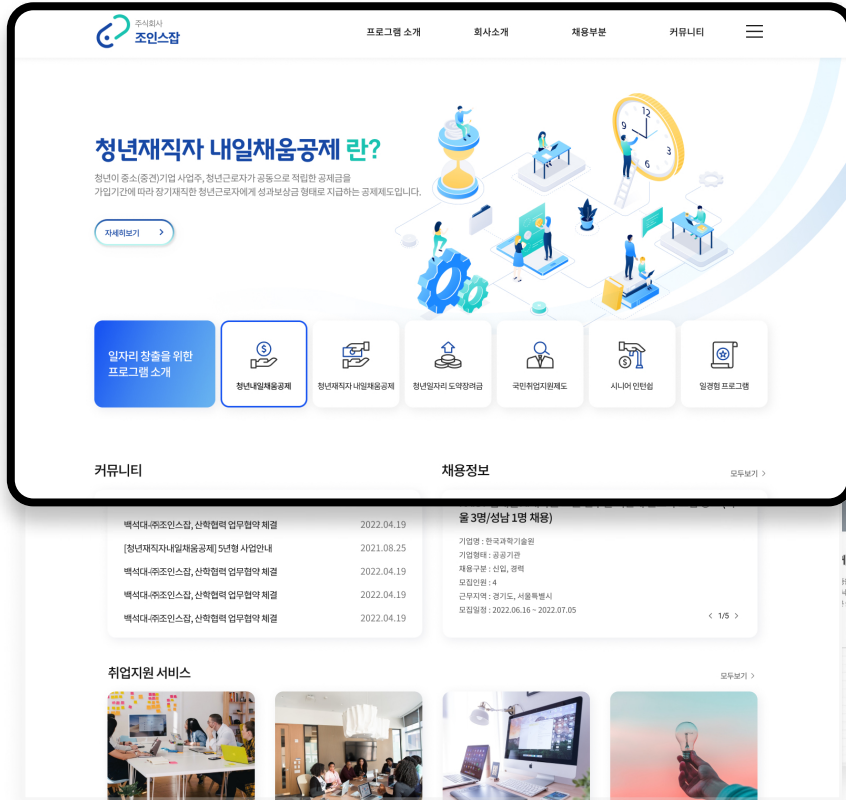 주식회사
조인스잡
프로그램 소개
회사소개
채용부분
커뮤니티
청년재직자 내일채움공제 란?
청년이 중소(중견)기업 사업주, 청년근로자가 공동으로 적립한 공제금을
가입기간에 따라 장기재직한 청년근로자에게 성과보상금 형태로 지급하는 공제제도입니다.
자세히보기
12
9
3
6
일자리 창출을 위한
프로그램 소개
청년내일채움공제
청년재직자 내일채움공제
청년일자리 도약장려금
국민취업지원제도
시니어 인턴쉽
일경험 프로그램
커뮤니티
채용정보
모두보기 >
백석대-㈜조인스잡, 산학협력 업무협약 체결 2022.04.19
[청년재직자내일채움공제] 5년형 사업안내 2021.08.25
백석대-㈜조인스잡, 산학협력 업무협약 체결 2022.04.19
백석대-㈜조인스잡, 산학협력 업무협약 체결 2022.04.19
백석대-㈜조인스잡, 산학협력 업무협약 체결 2022.04.19
울 3명/성남 1명 채용)
기업명 : 한국과학기술원
기업형태 : 공공기관
채용구분 : 신입, 경력
모집인원 : 4
근무지역 : 경기도, 서울특별시
모집일정 : 2022.06.16 ~ 2022.07.05
< 1/5 >
취업지원 서비스
모두보기 >